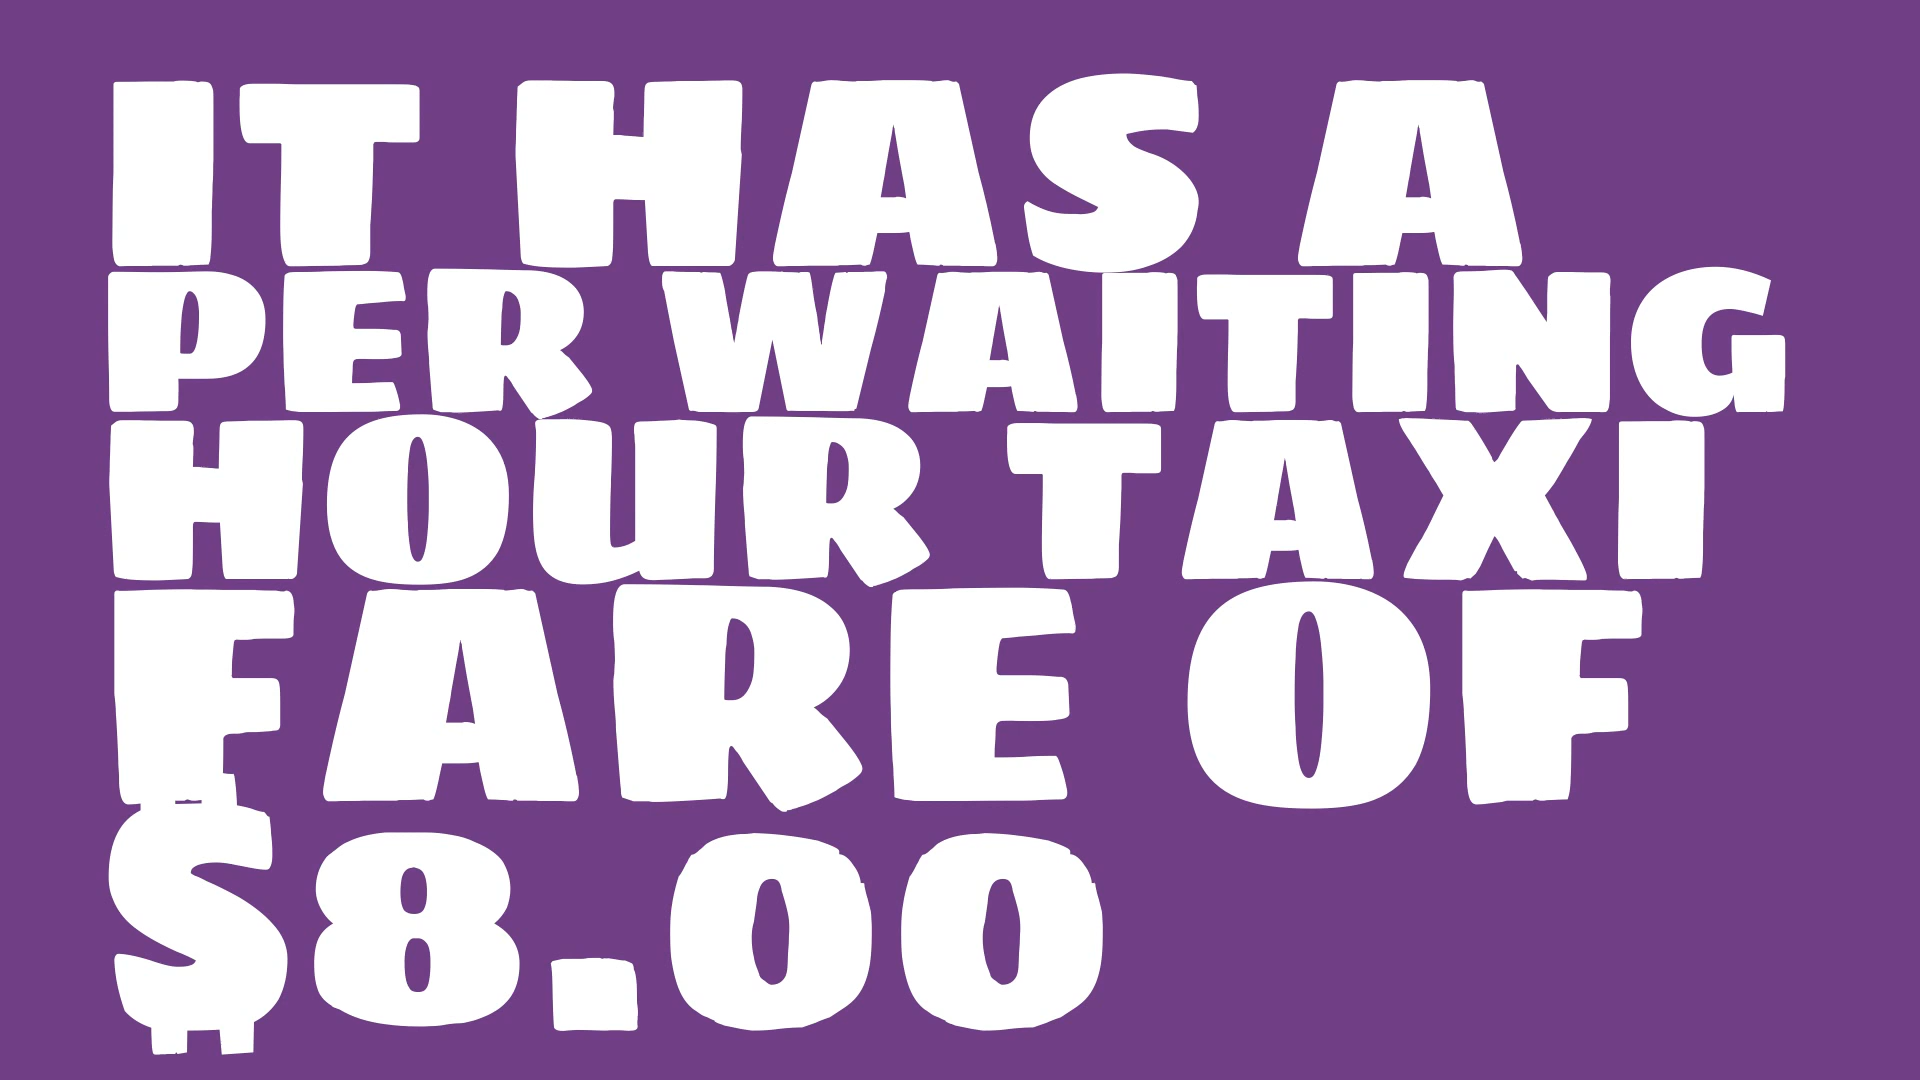 IT HAS A
PER WAITING
HOUR TAXI
FARE OF
$8.00